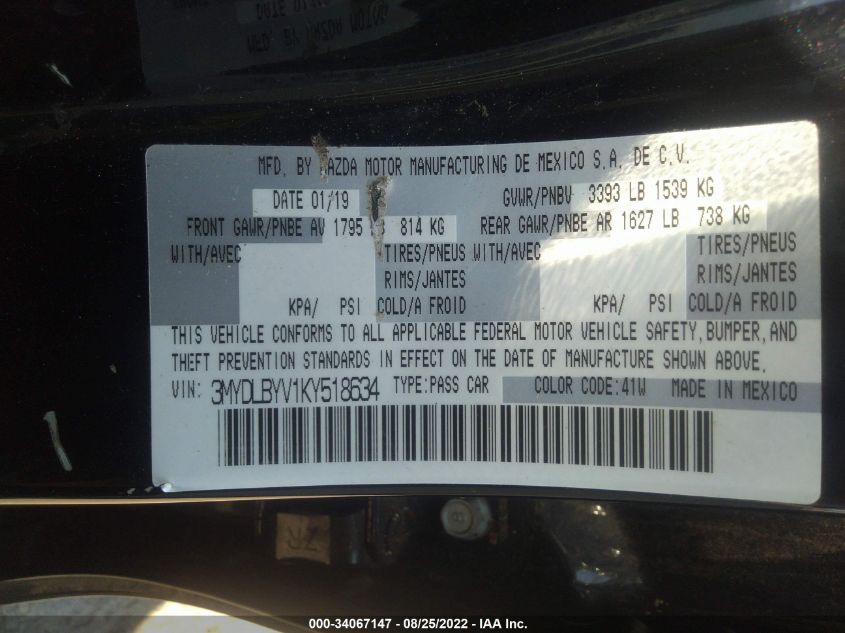 MFD. BY MAZDA MOTOR MANUFACTURING DE MEXICO S.A. DE C.V.
DATE 01/19 GVWR/PNBV 3393 LB 1539 KG
FRONT GAWR/PNBE AV 1795 LB 814 KG REAR GAWR/PNBE AR 1627 LB 738 KG
WITH/AVEC TIRES/PNEUS WITH/AVEC TIRES/PNEUS
RIMS/JANTES RIMS/JANTES
KPA/ PSI COLD/A FROID KPA/ PSI COLD/A FROID
THIS VEHICLE CONFORMS TO ALL APPLICABLE FEDERAL MOTOR VEHICLE SAFETY, BUMPER, AND
THEFT PREVENTION STANDARDS IN EFFECT ON THE DATE OF MANUFACTURE SHOWN ABOVE.
VIN: 3MYDLBYV1KY518634 TYPE:PASS CAR COLOR CODE:41W MADE IN MEXICO
000-34067147 - 08/25/2022 - IAA Inc.